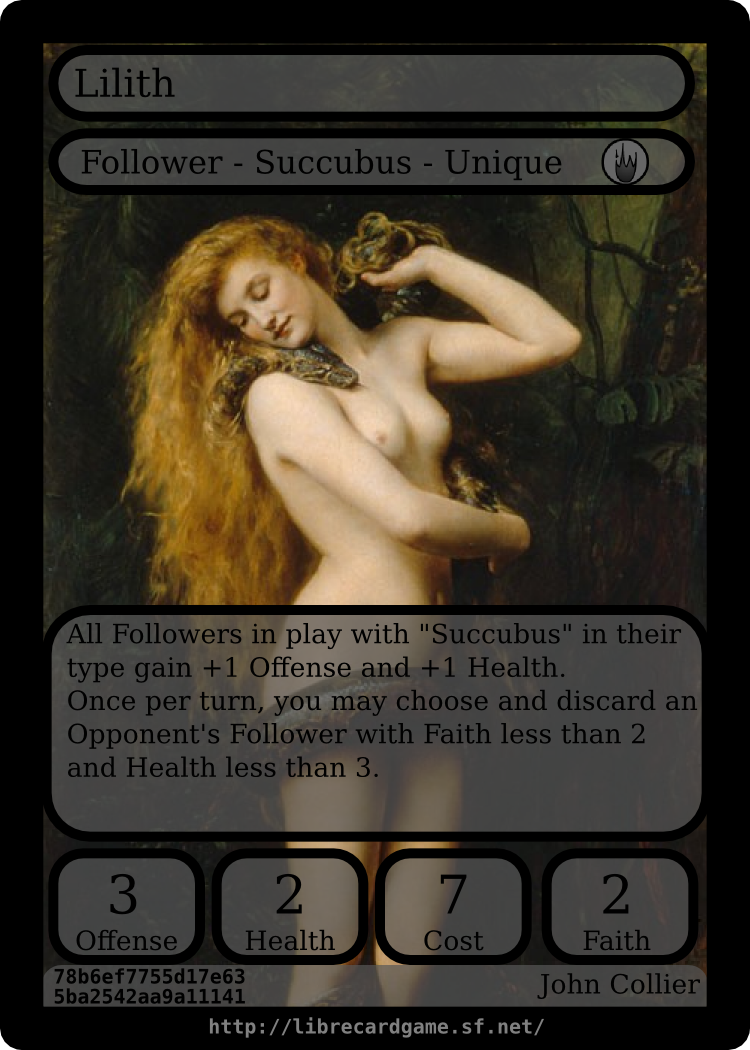 Lilith
Follower - Succubus - Unique
All Followers in play with "Succubus" in their
type gain +1 Offense and +1 Health.
Once per turn, you may choose and discard an
Opponent's Follower with Faith less than 2
and Health less than 3.
3 2 7 2
Offense Health Cost Faith
78b6ef7755d17e63
5ba2542aa9a11141
John Collier
http://librecardgame.sf.net/